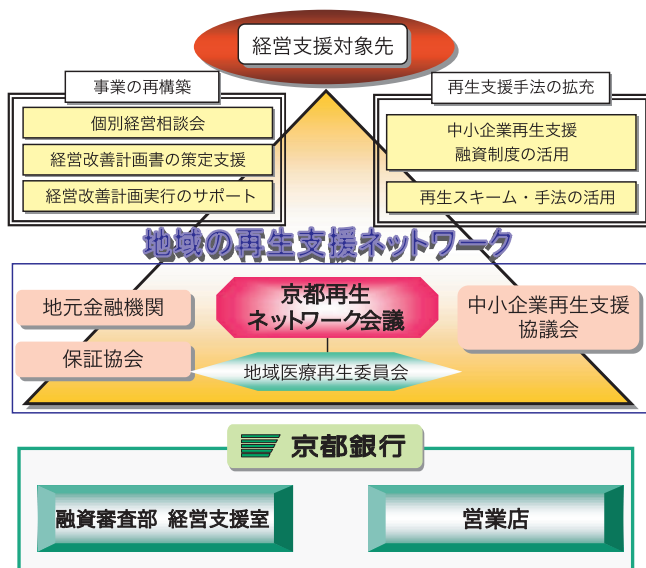 経営支援対象先
事業の再構築
個別経営相談会
経営改善計画書の策定支援
経営改善計画実行のサポート
再生支援手法の拡充
中小企業再生支援
融資制度の活用
再生スキーム・手法の活用
地域の再生支援ネットワーク
地元金融機関
保証協会
京都再生
ネットワーク会議
地域医療再生委員会
中小企業再生支援
協議会
京都銀行
融資審査部 経営支援室
営業店